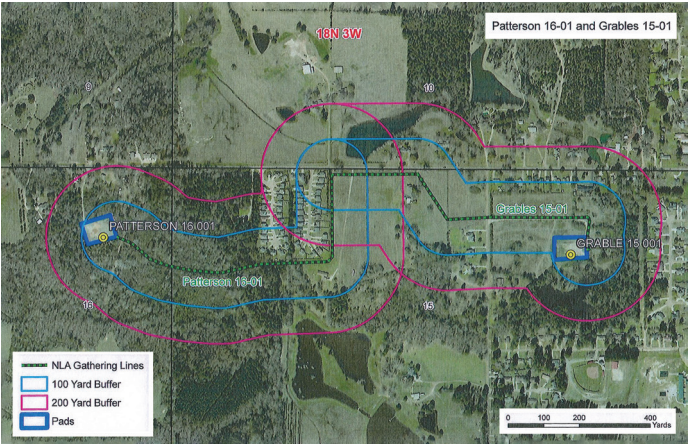 Patterson 16-01 and Grables 15-01
18N 3W
9
10
Grables 15-01
PATTERSON 16 001
GRABLE 15 001
Patterson 16-01
16
15
NLA Gathering Lines
100 Yard Buffer
200 Yard Buffer
Pads
0 100 200 400
Yards